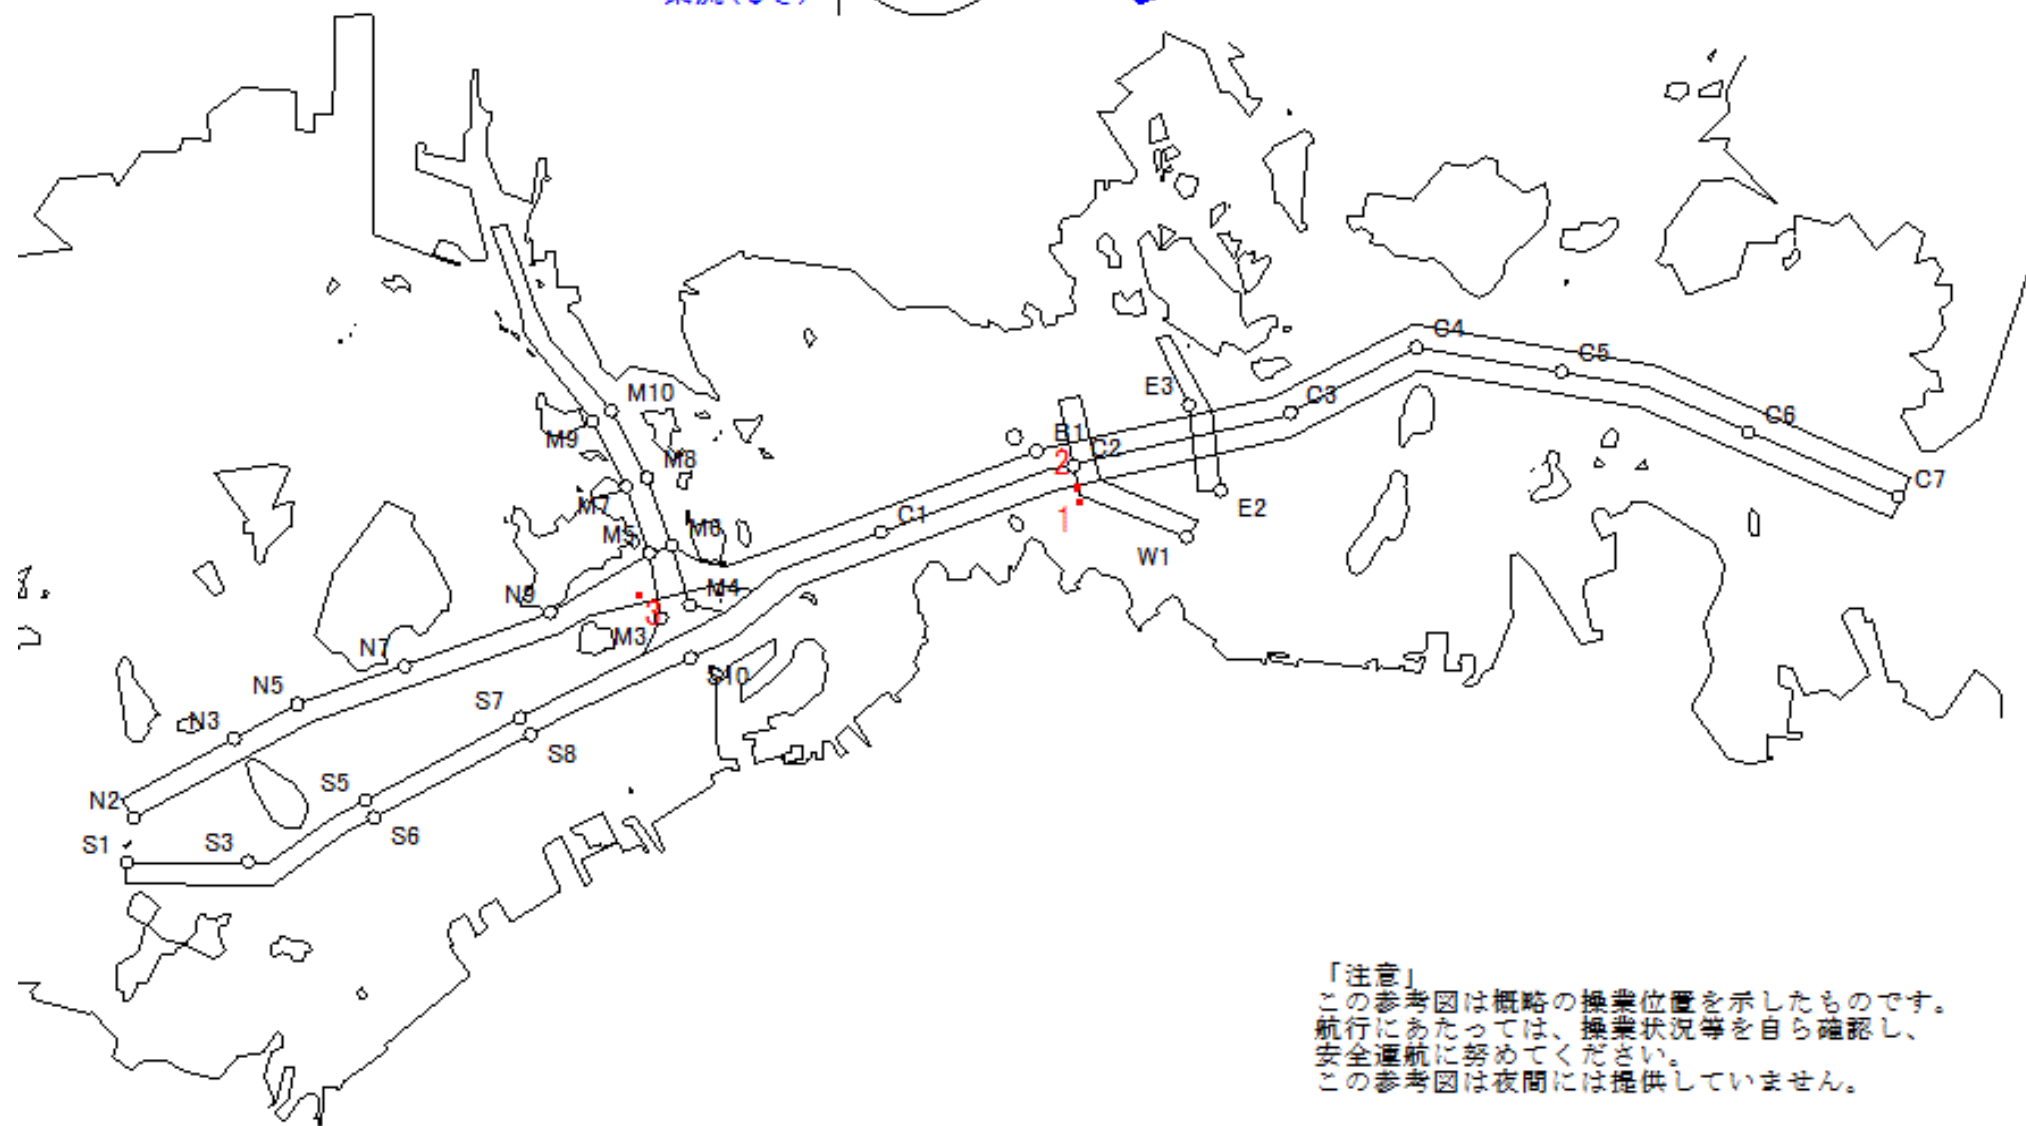 C4
C5
M10
E3
C3
C6
B1
M9
C2
M8
C7
2
M7
E2
C1
1
M5
M6
W1
M4
N9
3
M3
N7
S10
N5
S7
N3
S8
S5
N2
S6
S1
S3
「注意」
この参考図は概略の操業位置を示したものです。
航行にあたっては、操業状況等を自ら確認し、
安全運航に努めてください。
この参考図は夜間には提供していません。